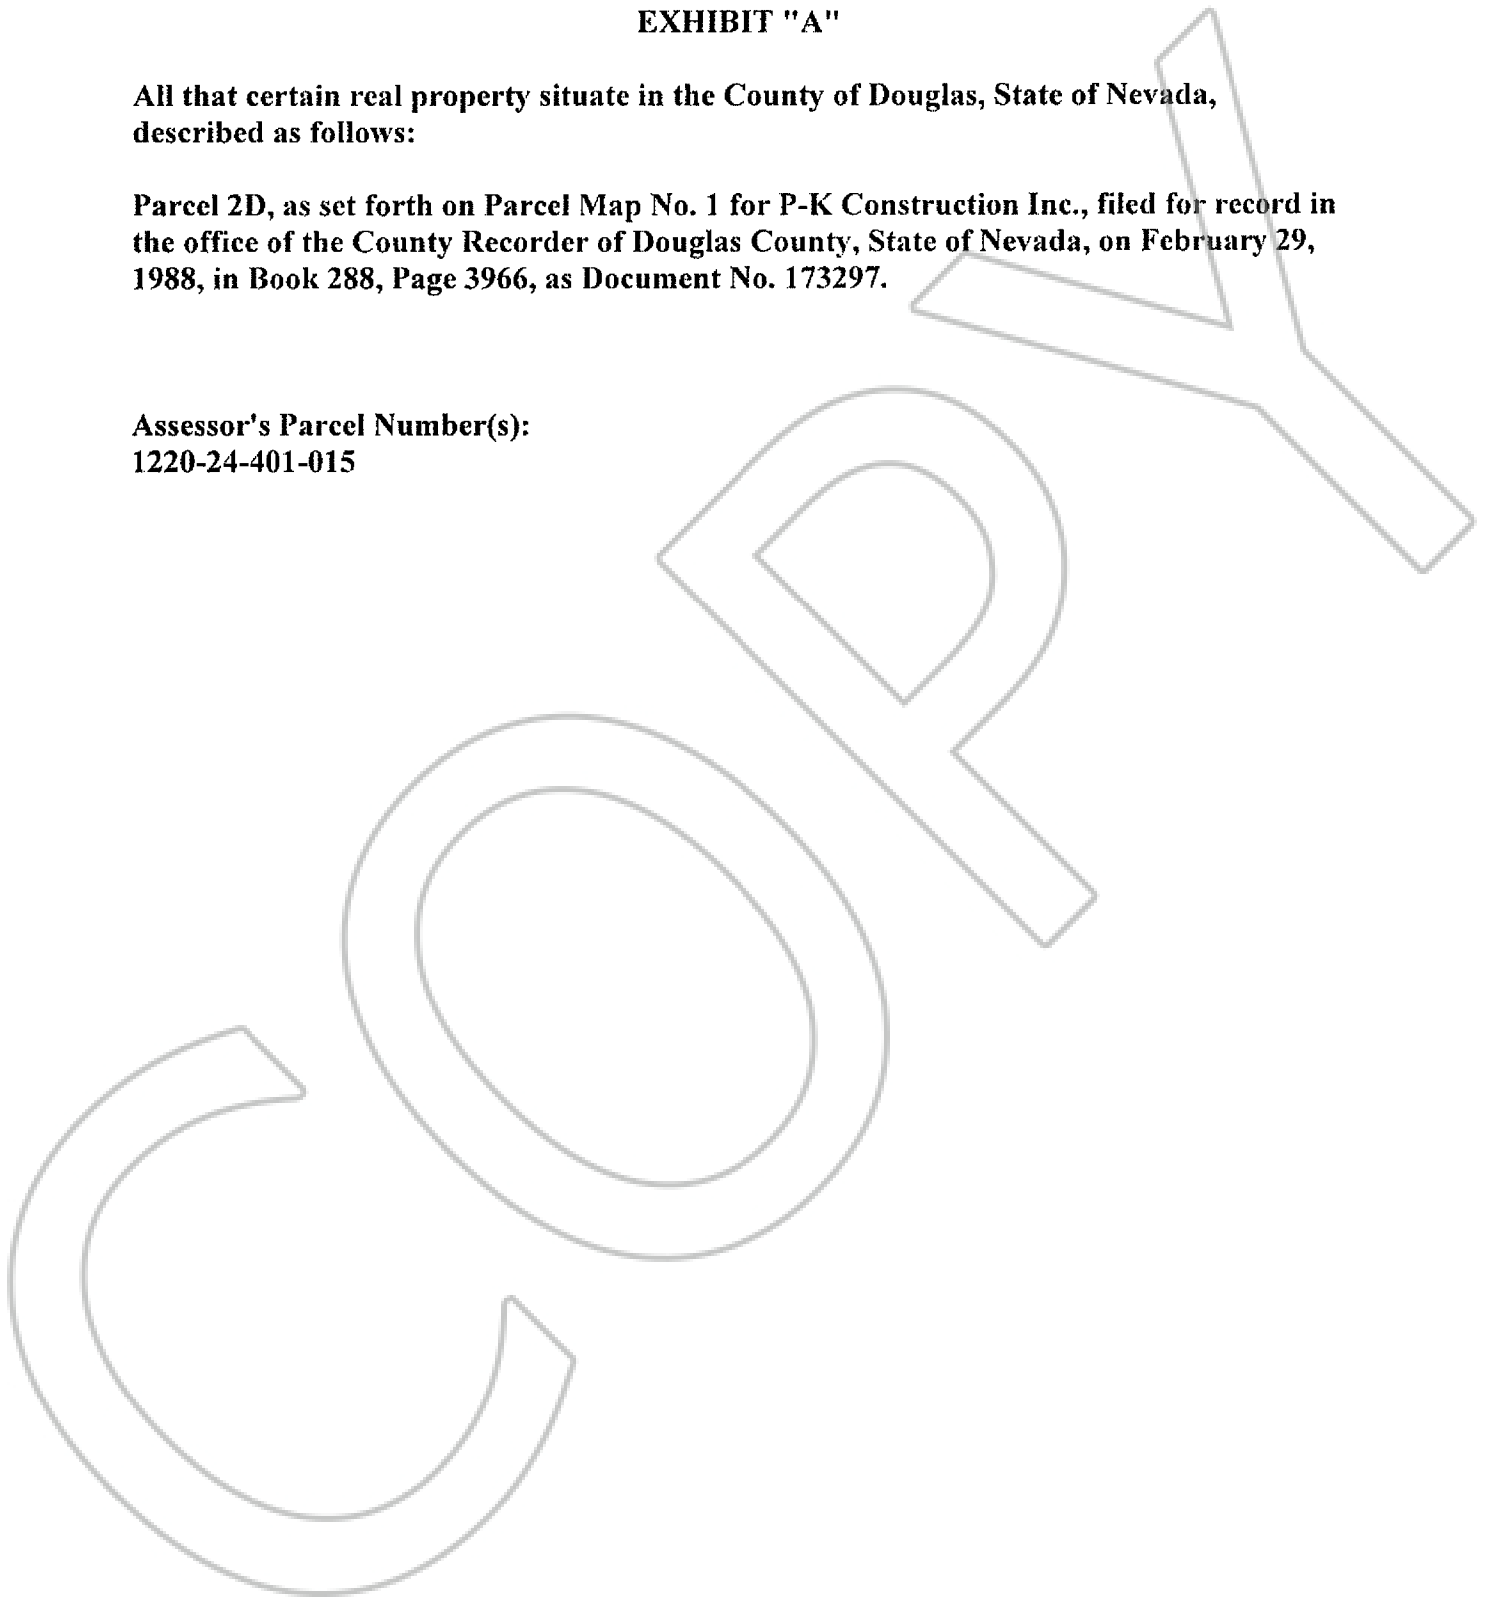 EXHIBIT "A"
All that certain real property situate in the County of Douglas, State of Nevada,
described as follows:
Parcel 2D, as set forth on Parcel Map No. 1 for P-K Construction Inc., filed for record in
the office of the County Recorder of Douglas County, State of Nevada, on February 29,
1988, in Book 288, Page 3966, as Document No. 173297.
Assessor's Parcel Number(s):
1220-24-401-015
COPY